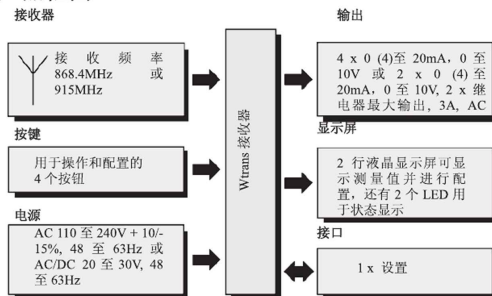 接收器
接收频率
868.4MHz 或
915MHz
按键
用于操作和配置的
4 个按钮
电源
AC 110 至 240V + 10/-
15%, 48 至 63Hz 或
AC/DC 20 至 30V, 48
至 63Hz
Wtrans 接收器
输出
4 x 0 (4)至 20mA, 0 至
10V 或 2 x 0 (4)至
20mA, 0 至 10V, 2 x 继
电器最大输出, 3A, AC
显示屏
2 行液晶显示屏可显
示测量值并进行配
置，还有 2 个 LED 用
于状态显示
接口
1 x 设置